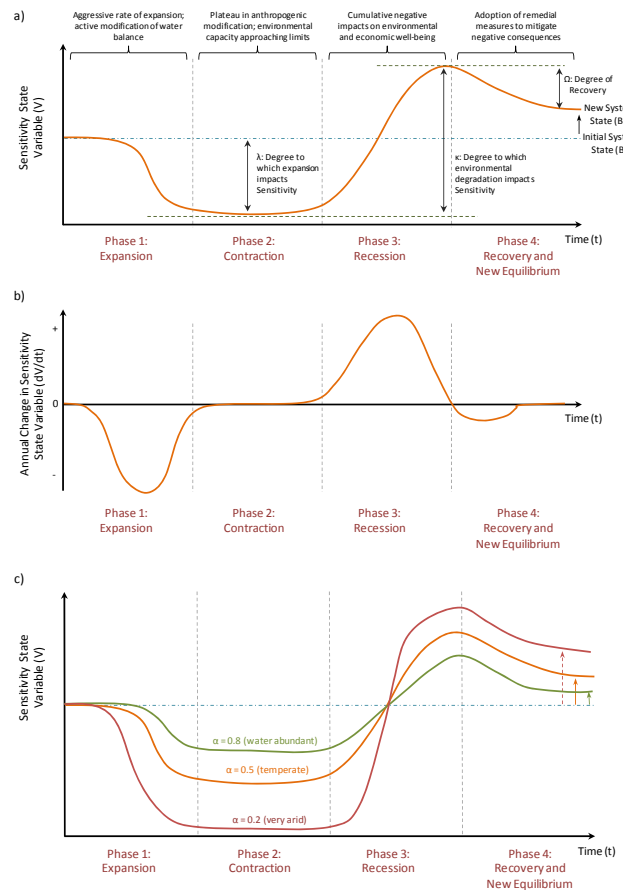 a)
Aggressive rate of expansion;
active modification of water
balance
Plateau in anthropogenic
modification; environmental
capacity approaching limits
Cumulative negative
impacts on environmental
and economic well-being
Adoption of remedial
measures to mitigate
negative consequences
Sensitivity State
Variable (V)
λ: Degree to
which expansion
impacts
Sensitivity
κ: Degree to which
environmental
degradation impacts
Sensitivity
Ω: Degree of
Recovery
New Syste
State (B
Initial Syst
State (B
Time (t)
Phase 1:
Expansion
Phase 2:
Contraction
Phase 3:
Recession
Phase 4:
Recovery and
New Equilibrium
b)
Annual Change in Sensitivity
State Variable (dV/dt)
+
0
-
Time (t)
Phase 1:
Expansion
Phase 2:
Contraction
Phase 3:
Recession
Phase 4:
Recovery and
New Equilibrium
c)
Sensitivity State
Variable (V)
α = 0.8 (water abundant)
α = 0.5 (temperate)
α = 0.2 (very arid)
Time (t)
Phase 1:
Expansion
Phase 2:
Contraction
Phase 3:
Recession
Phase 4:
Recovery and
New Equilibrium